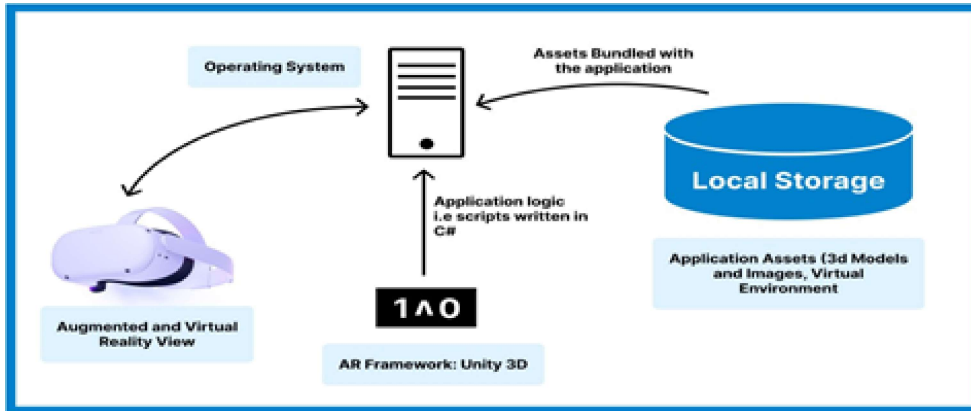 Operating System
Assets Bundled with
the application
Local Storage
Application logic
i.e scripts written in
C#
Application Assets (3d Models
and Images, Virtual
Environment
1 ∧ 0
Augmented and Virtual
Reality View
AR Framework: Unity 3D